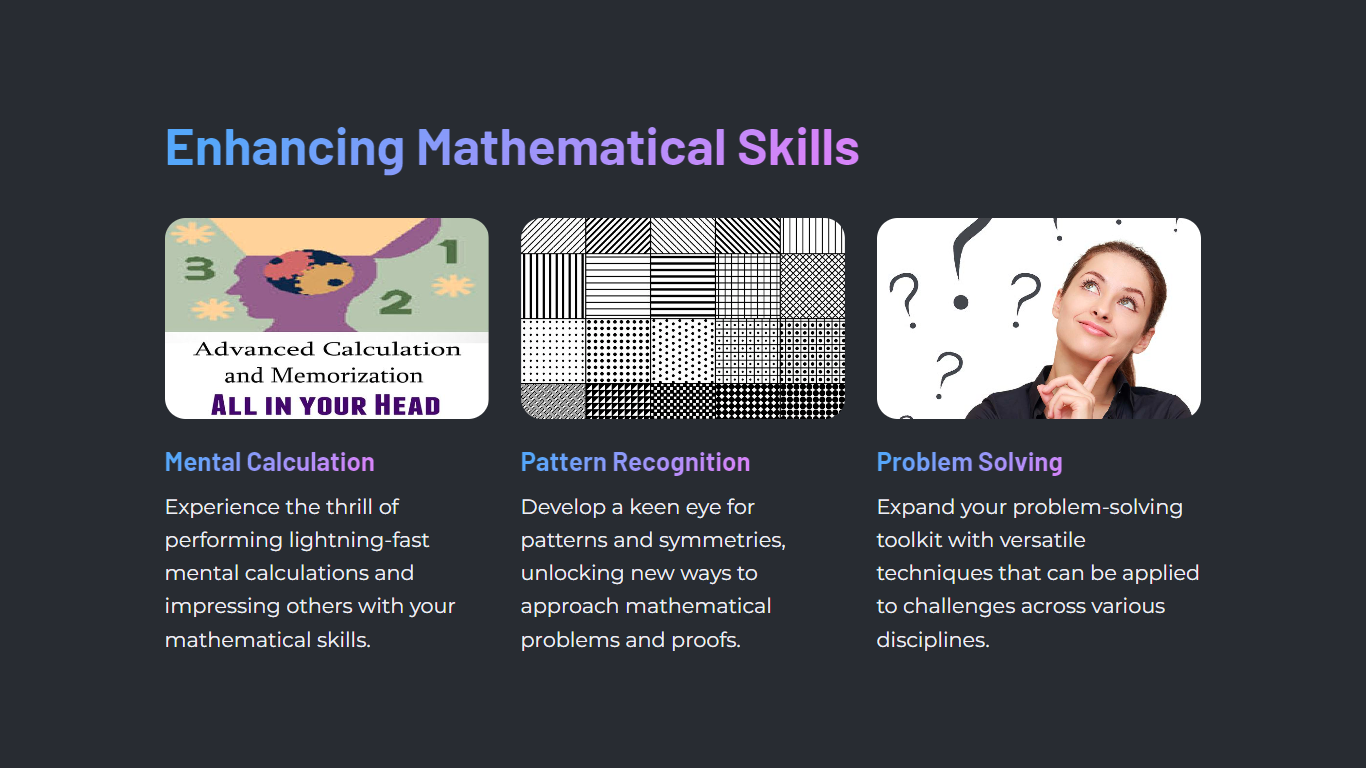 Enhancing Mathematical Skills
3
1
2
Advanced Calculation
and Memorization
ALL IN YOUR HEAD
? ? ?
?
Mental Calculation
Experience the thrill of
performing lightning-fast
mental calculations and
impressing others with your
mathematical skills.
Pattern Recognition
Develop a keen eye for
patterns and symmetries,
unlocking new ways to
approach mathematical
problems and proofs.
Problem Solving
Expand your problem-solving
toolkit with versatile
techniques that can be applied
to challenges across various
disciplines.